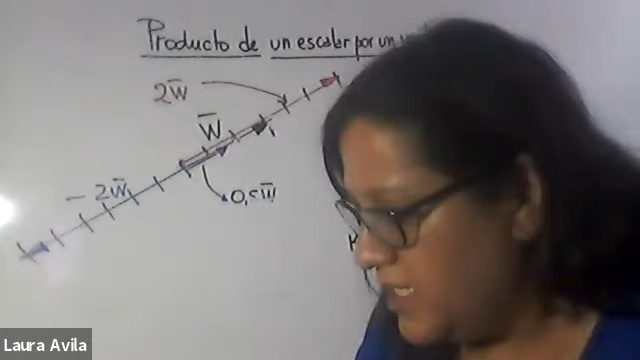 Producto de un escalar por un
2w̅
w̅
- 2w̅
0,5w̅
K
Laura Avila